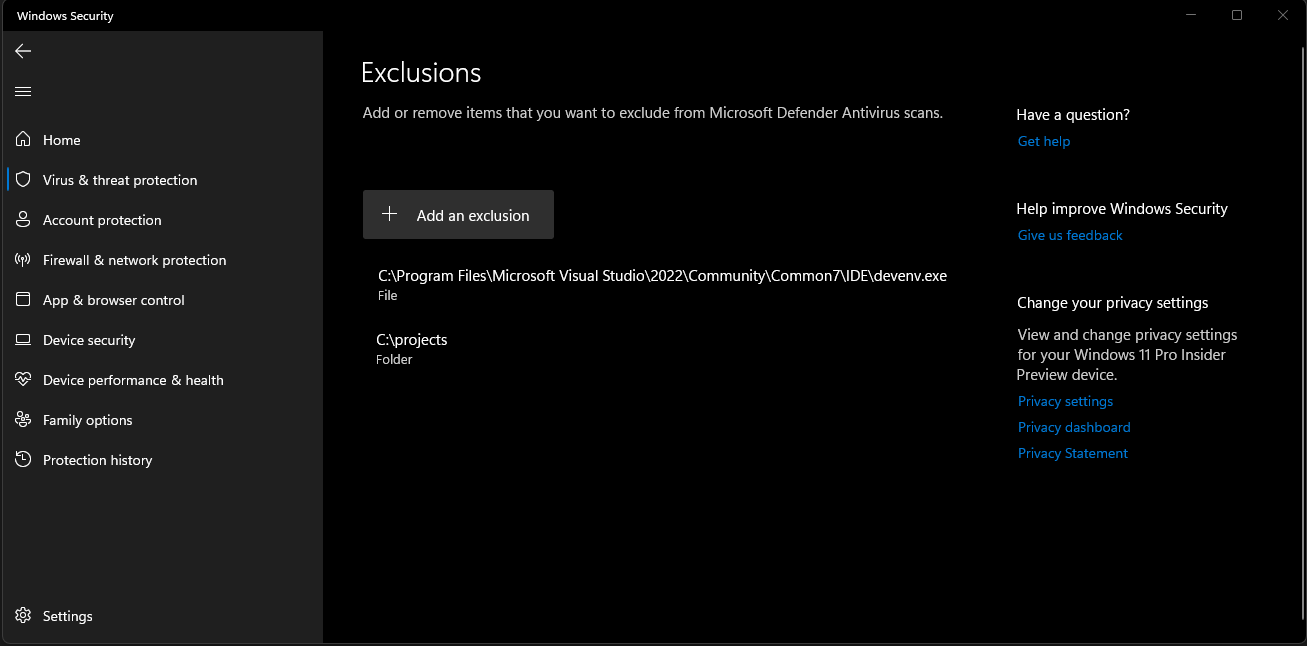 Windows Security
Home
Virus & threat protection
Account protection
Firewall & network protection
App & browser control
Device security
Device performance & health
Family options
Protection history
Settings
Exclusions
Add or remove items that you want to exclude from Microsoft Defender Antivirus scans.
Add an exclusion
C:\Program Files\Microsoft Visual Studio\2022\Community\Common7\IDE\devenv.exe
File
C:\projects
Folder
Have a question?
Get help
Help improve Windows Security
Give us feedback
Change your privacy settings
View and change privacy settings
for your Windows 11 Pro Insider
Preview device.
Privacy settings
Privacy dashboard
Privacy Statement